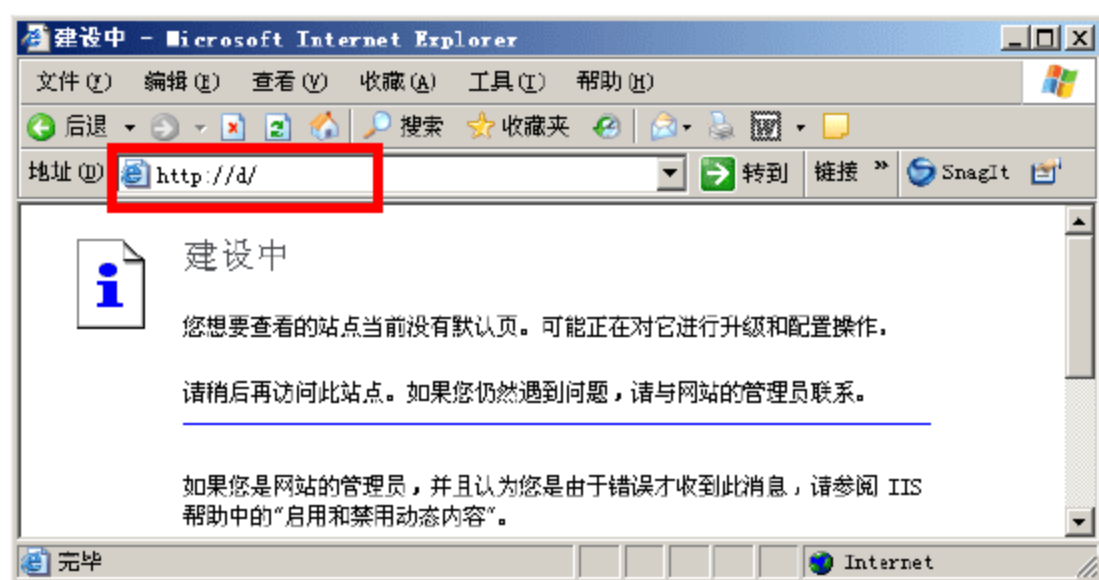 建设中 - Microsoft Internet Explorer
文件(F) 编辑(E) 查看(V) 收藏(A) 工具(T) 帮助(H)
后退 搜索 收藏夹
地址(D) http://d/ 转到 链接 » SnagIt
建设中
您想要查看的站点当前没有默认页。可能正在对它进行升级和配置操作。
请稍后再访问此站点。如果您仍然遇到问题，请与网站的管理员联系。
如果您是网站的管理员，并且认为您是由于错误才收到此消息，请参阅 IIS
帮助中的“启用和禁用动态内容”。
完毕 Internet